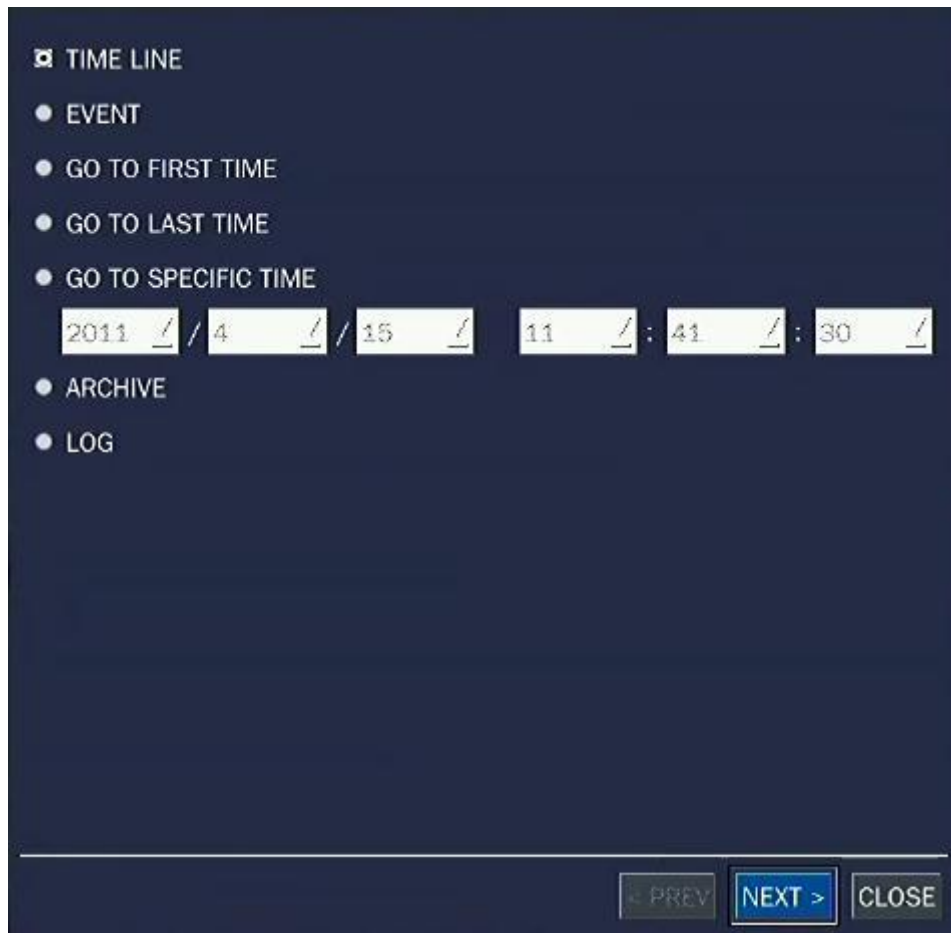 TIME LINE
EVENT
GO TO FIRST TIME
GO TO LAST TIME
GO TO SPECIFIC TIME
2011 / 4 / 15 11 : 41 : 30
ARCHIVE
LOG
< PREV NEXT > CLOSE